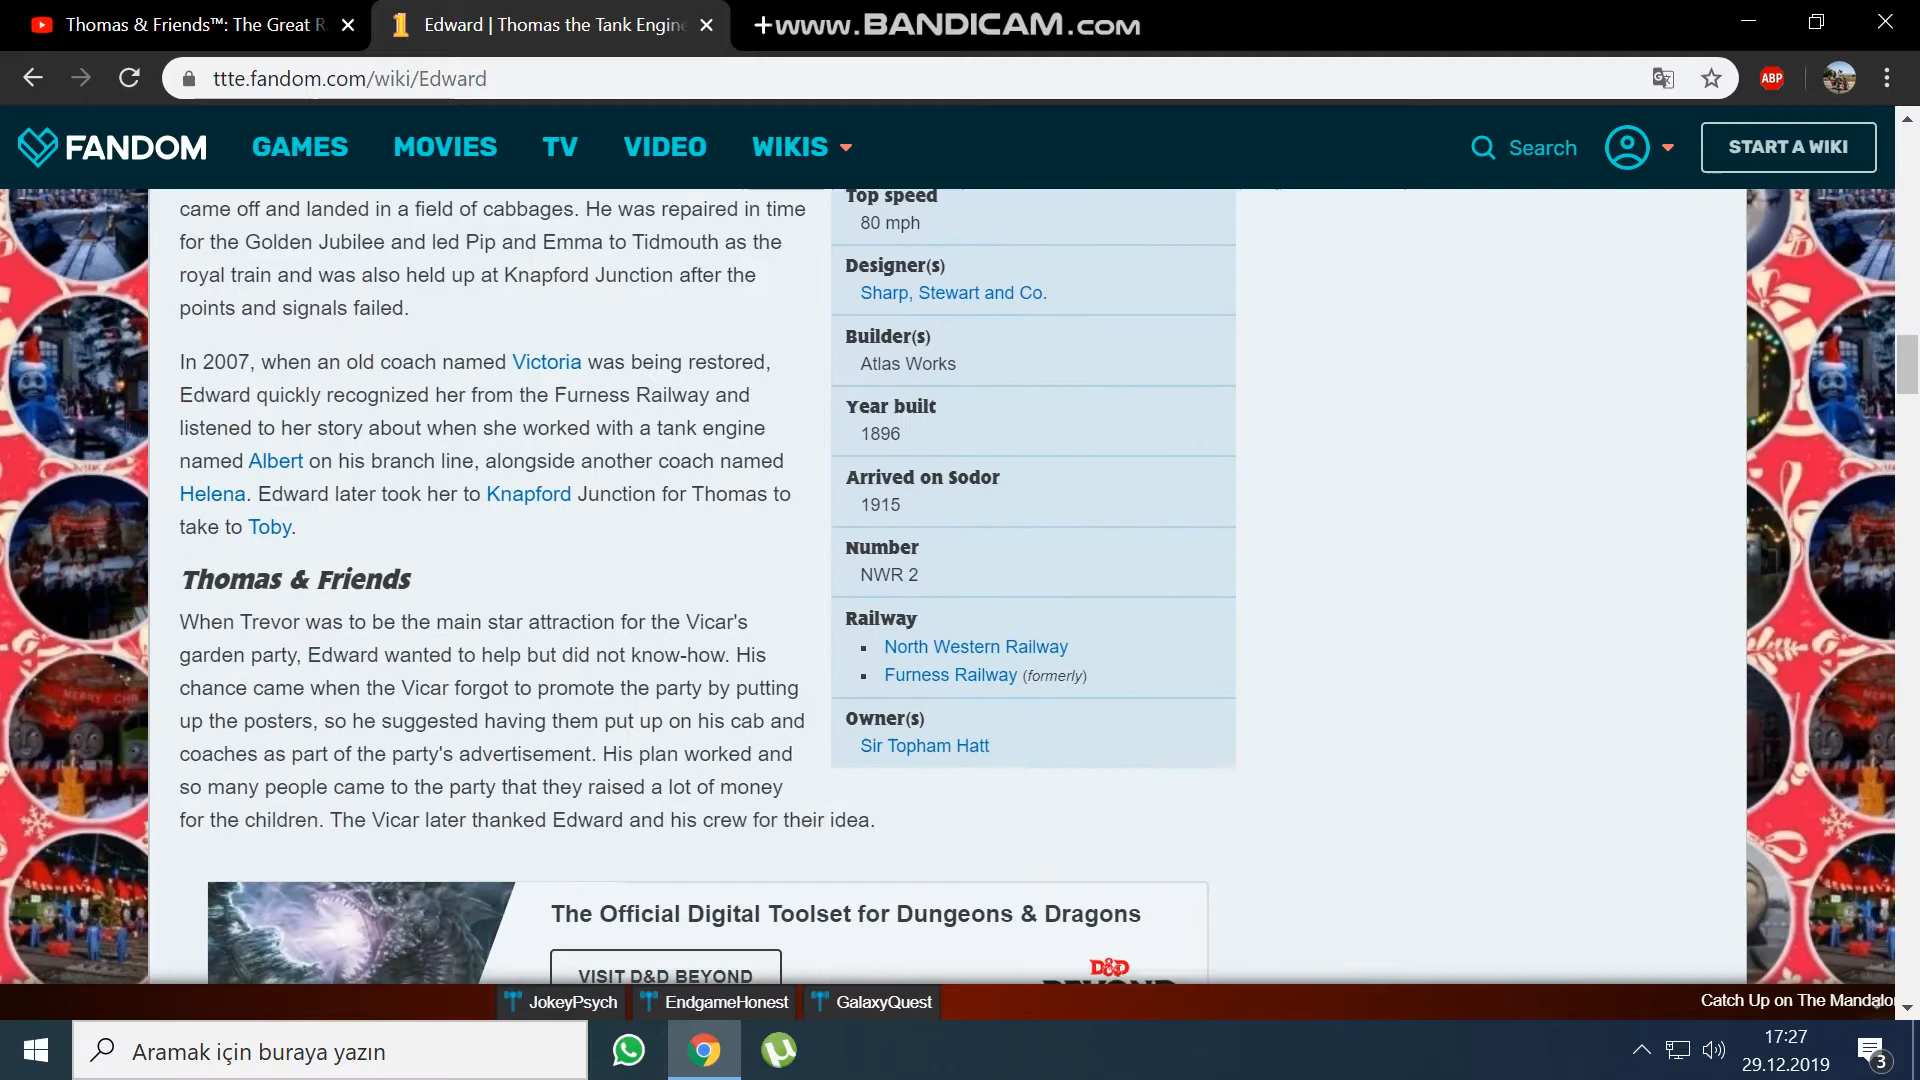 Thomas & Friends™: The Great R
Edward | Thomas the Tank Engine
www.BANDICAM.com
ttte.fandom.com/wiki/Edward
ABP
FANDOM
GAMES
MOVIES
TV
VIDEO
WIKIS
Search
START A WIKI
came off and landed in a field of cabbages. He was repaired in time
for the Golden Jubilee and led Pip and Emma to Tidmouth as the
royal train and was also held up at Knapford Junction after the
points and signals failed.
In 2007, when an old coach named Victoria was being restored,
Edward quickly recognized her from the Furness Railway and
listened to her story about when she worked with a tank engine
named Albert on his branch line, alongside another coach named
Helena. Edward later took her to Knapford Junction for Thomas to
take to Toby.
Thomas & Friends
When Trevor was to be the main star attraction for the Vicar's
garden party, Edward wanted to help but did not know-how. His
chance came when the Vicar forgot to promote the party by putting
up the posters, so he suggested having them put up on his cab and
coaches as part of the party's advertisement. His plan worked and
so many people came to the party that they raised a lot of money
for the children. The Vicar later thanked Edward and his crew for their idea.
Top speed
80 mph
Designer(s)
Sharp, Stewart and Co.
Builder(s)
Atlas Works
Year built
1896
Arrived on Sodor
1915
Number
NWR 2
Railway
North Western Railway
Furness Railway (formerly)
Owner(s)
Sir Topham Hatt
The Official Digital Toolset for Dungeons & Dragons
VISIT D&D BEYOND
D&D
BEYOND
JokeyPsych
EndgameHonest
GalaxyQuest
Catch Up on The Mandalo
Aramak için buraya yazın
17:27
29.12.2019
3